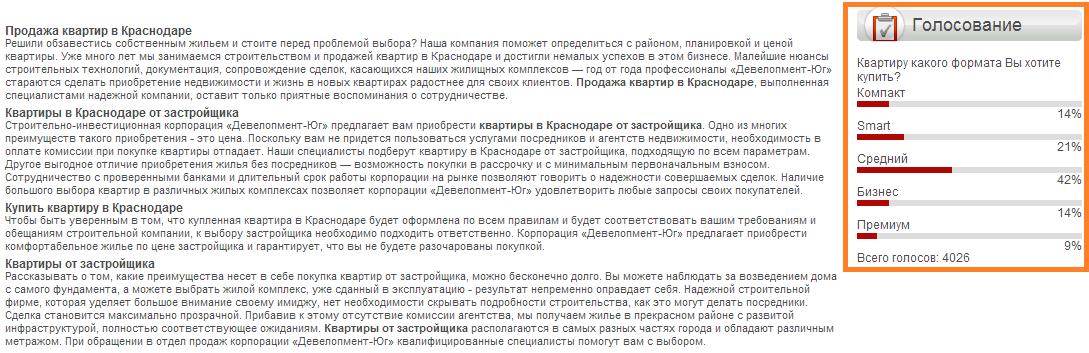 Продажа квартир в Краснодаре
Решили обзавестись собственным жильем и стоите перед проблемой выбора? Наша компания поможет определиться с районом, планировкой и ценой
квартиры. Уже много лет мы занимаемся строительством и продажей квартир в Краснодаре и достигли немалых успехов в этом бизнесе. Малейшие нюансы
строительных технологий, документация, сопровождение сделок, касающихся наших жилищных комплексов — год от года профессионалы «Девелопмент-Юг»
стараются сделать приобретение недвижимости и жизнь в новых квартирах радостнее для своих клиентов. Продажа квартир в Краснодаре, выполненная
специалистами надежной компании, оставит только приятные воспоминания о сотрудничестве.
Квартиры в Краснодаре от застройщика
Строительно-инвестиционная корпорация «Девелопмент-Юг» предлагает вам приобрести квартиры в Краснодаре от застройщика. Одно из многих
преимуществ такого приобретения - это цена. Поскольку вам не придется пользоваться услугами посредников и агентств недвижимости, необходимость в
оплате комиссии при покупке квартиры отпадает. Наши специалисты подберут квартиру в Краснодаре от застройщика, подходящую по всем параметрам.
Другое выгодное отличие приобретения жилья без посредников — возможность покупки в рассрочку и с минимальным первоначальным взносом.
Сотрудничество с проверенными банками и длительный срок работы корпорации на рынке позволяют говорить о надежности совершаемых сделок. Наличие
большого выбора квартир в различных жилых комплексах позволяет корпорации «Девелопмент-Юг» удовлетворить любые запросы своих покупателей.
Купить квартиру в Краснодаре
Чтобы быть уверенным в том, что купленная квартира в Краснодаре будет оформлена по всем правилам и будет соответствовать вашим требованиям и
обещаниям строительной компании, к выбору застройщика необходимо подходить ответственно. Корпорация «Девелопмент-Юг» предлагает приобрести
комфортабельное жилье по цене застройщика и гарантирует, что вы не будете разочарованы покупкой.
Квартиры от застройщика
Рассказывать о том, какие преимущества несет в себе покупка квартир от застройщика, можно бесконечно долго. Вы можете наблюдать за возведением дома
с самого фундамента, а можете выбрать жилой комплекс, уже сданный в эксплуатацию - результат непременно оправдает себя. Надежной строительной
фирме, которая уделяет большое внимание своему имиджу, нет необходимости скрывать подробности строительства, как это могут делать посредники.
Сделка становится максимально прозрачной. Прибавив к этому отсутствие комиссии агентства, мы получаем жилье в прекрасном районе с развитой
инфраструктурой, полностью соответствующее ожиданиям. Квартиры от застройщика располагаются в самых разных частях города и обладают различным
метражом. При обращении в отдел продаж корпорации «Девелопмент-Юг» квалифицированные специалисты помогут вам с выбором.
Голосование
Квартиру какого формата Вы хотите
купить?
Компакт
14%
Smart
21%
Средний
42%
Бизнес
14%
Премиум
9%
Всего голосов: 4026